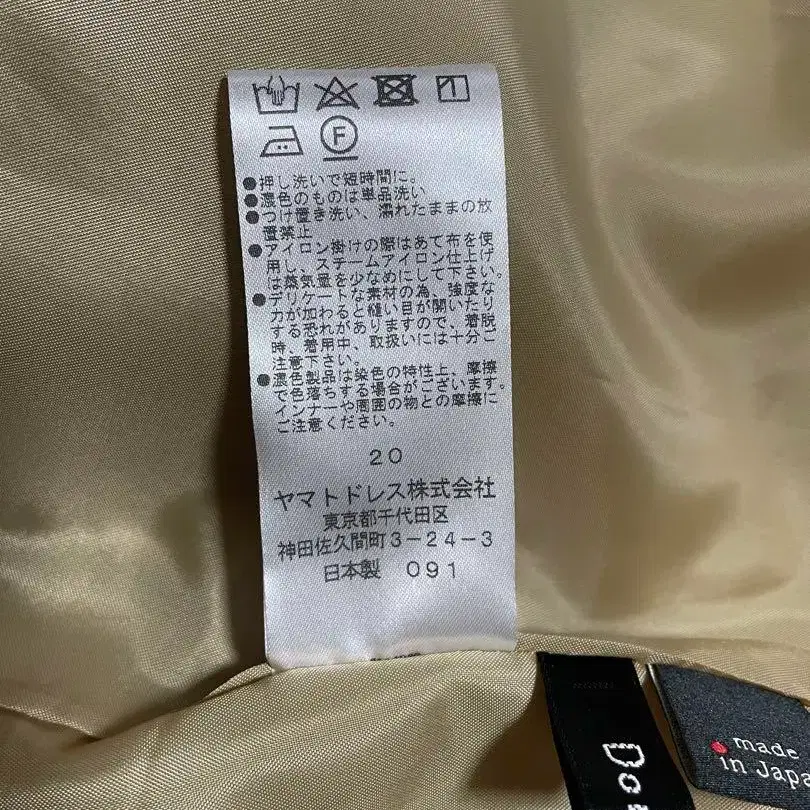 F
●押し洗いで短時間に。
●濃色のものは単品洗い
●つけ置き洗い、濡れたままの放
置禁止
●アイロン掛けの際はあて布を使
用し、スチームアイロン仕上げ
は蒸気量を少なめにして下さい。
●デリケートな素材の為、強度な
力が加わると縫い目が開いたり
する恐れがありますので、着脱
時、着用中、取扱いには十分ご
注意下さい。
●濃色製品は染色の特性上、摩擦
で色落ちする場合がございます。
インナーや周囲の物との摩擦に
ご注意ください。
20
ヤマトドレス株式会社
東京都千代田区
神田佐久間町3-24-3
日本製 091
made
in Japa